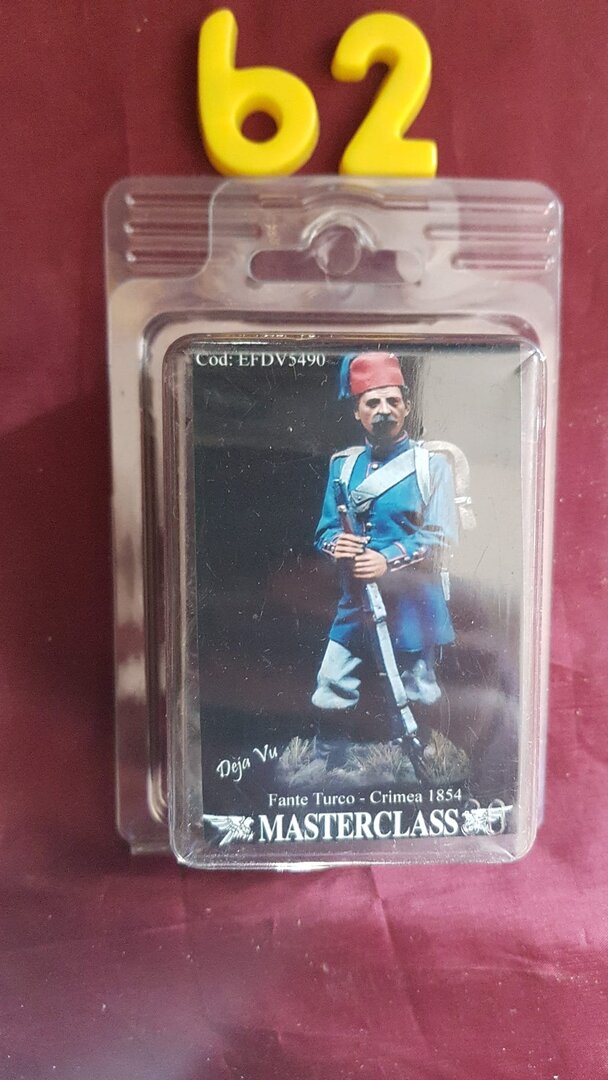 62
Cod: EFDV5490
Deja Vu
Fante Turco - Crimea 1854
MASTERCLASS